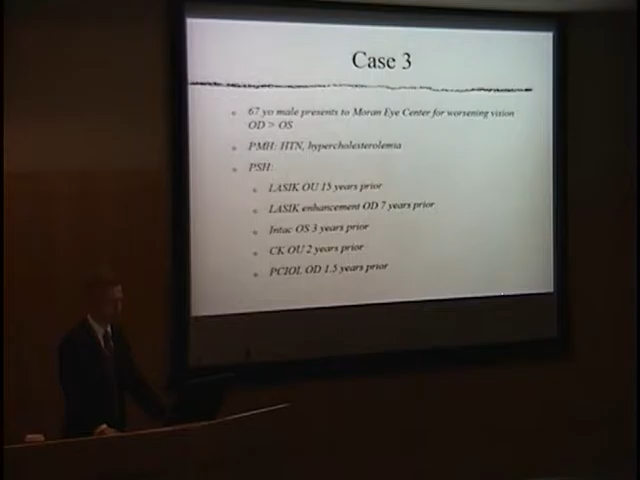 Case 3
67 yo male presents to Moran Eye Center for worsening vision
OD > OS
PMH: HTN, hypercholesterolemia
PSH:
LASIK OU 15 years prior
LASIK enhancement OD 7 years prior
Intac OS 3 years prior
CK OU 2 years prior
PCIOL OD 1.5 years prior